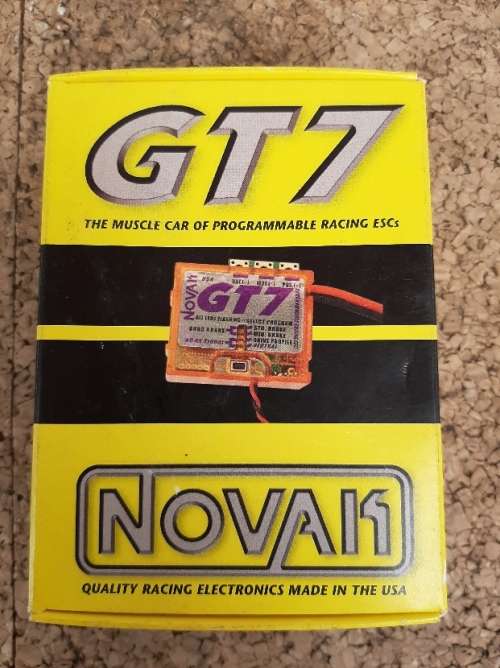 GT7
THE MUSCLE CAR OF PROGRAMMABLE RACING ESCs
NOVAK
GT7
NOVAK
QUALITY RACING ELECTRONICS MADE IN THE USA